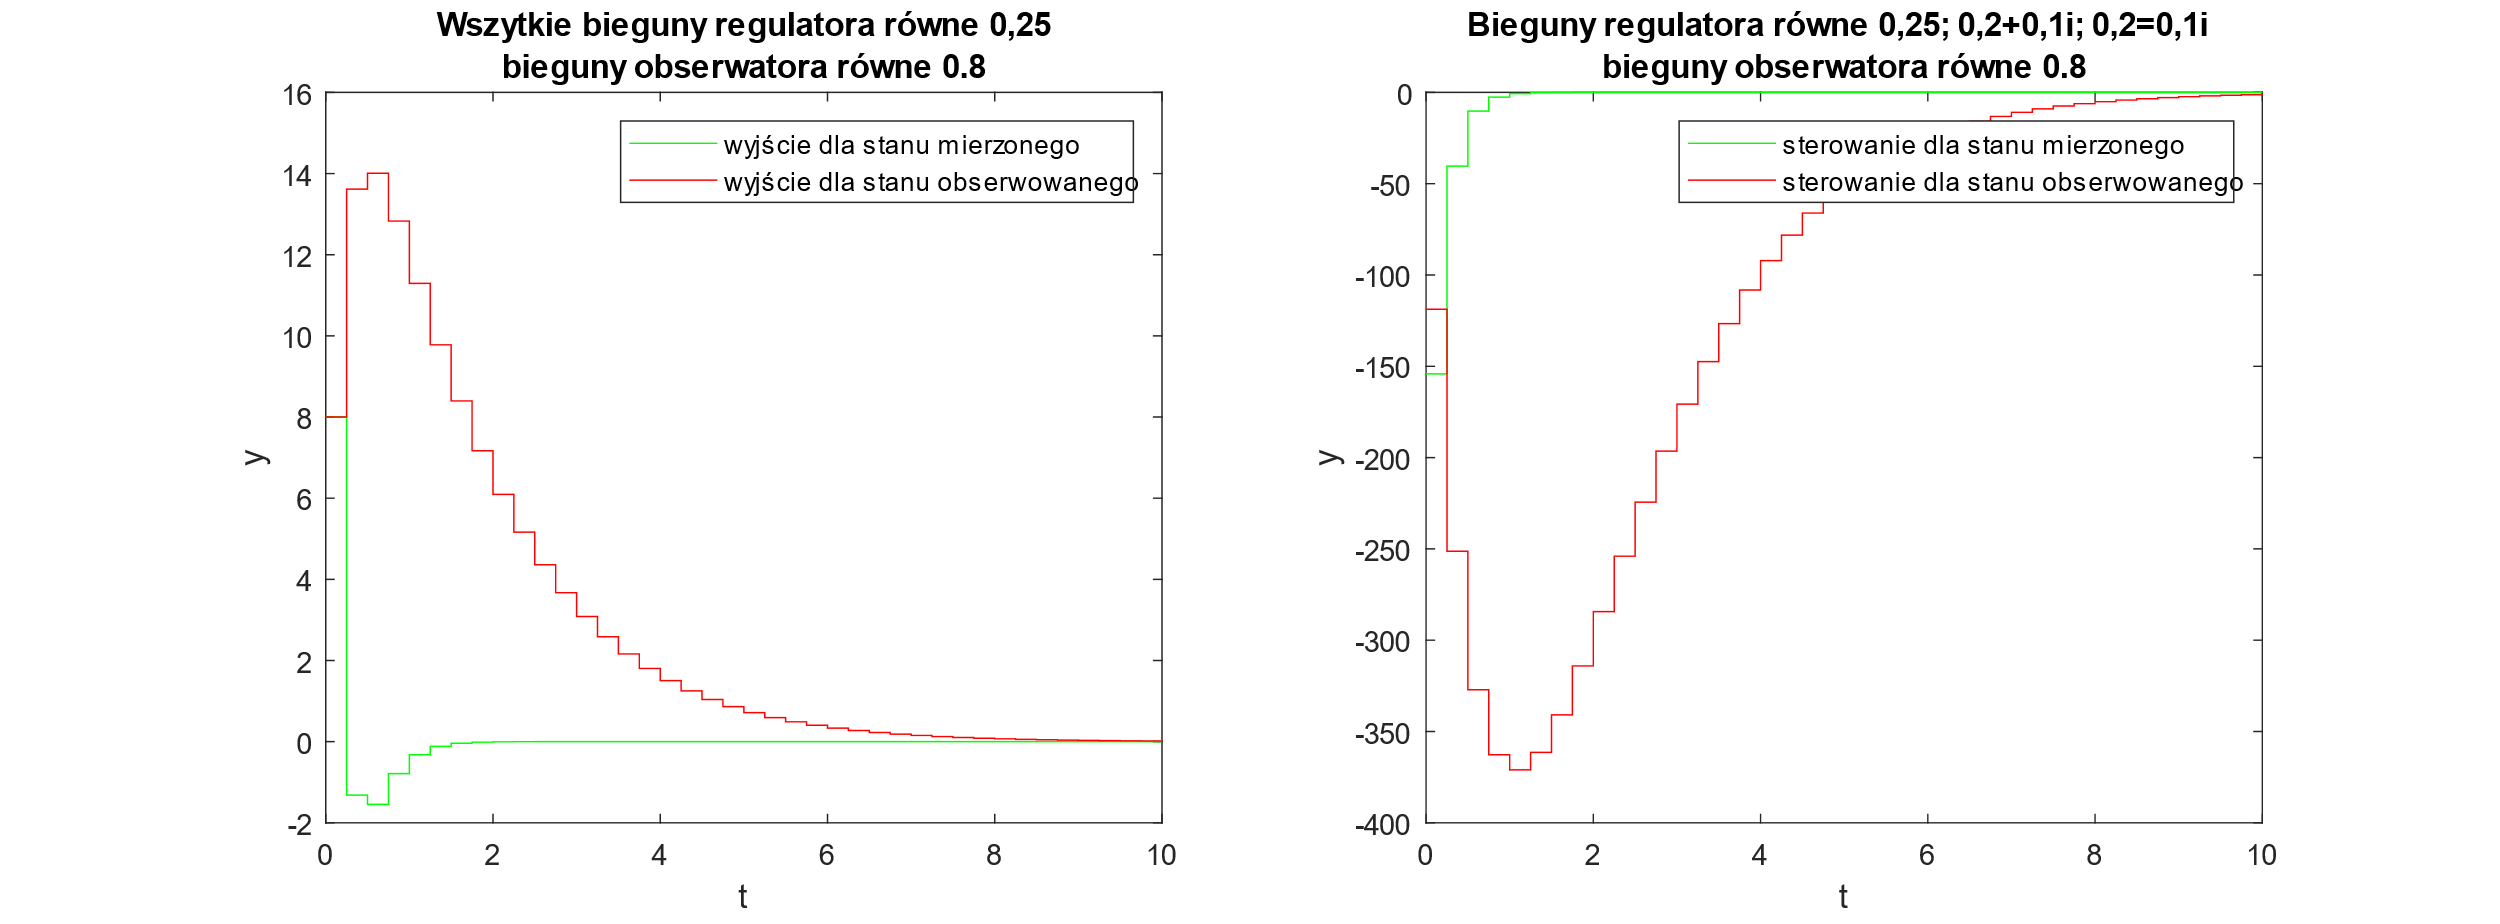 Wszytkie bieguny regulatora równe 0,25
bieguny obserwatora równe 0.8
16
14
12
10
8
6
4
2
0
-2
y
wyjście dla stanu mierzonego
wyjście dla stanu obserwowanego
0 2 4 6 8 10
t
Bieguny regulatora równe 0,25; 0,2+0,1i; 0,2=0,1i
bieguny obserwatora równe 0.8
0
-50
-100
-150
-200
-250
-300
-350
-400
y
sterowanie dla stanu mierzonego
sterowanie dla stanu obserwowanego
0 2 4 6 8 10
t